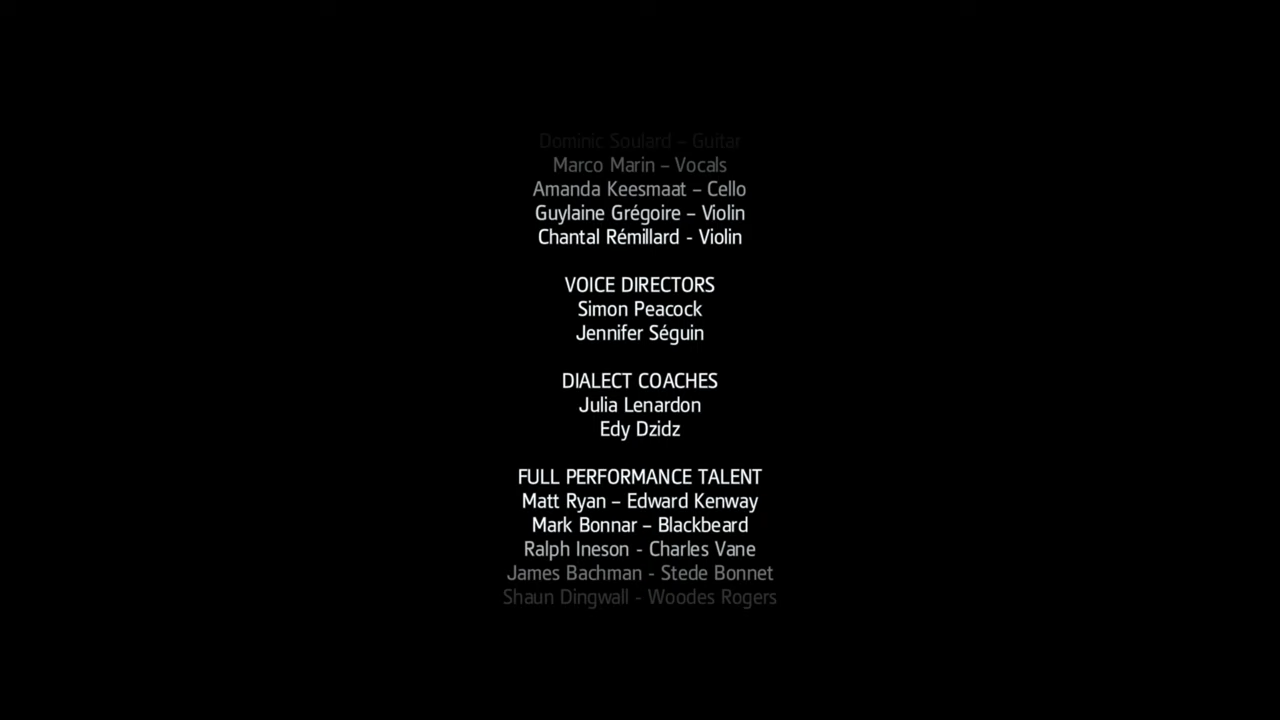 Dominic Soulard – Guitar
Marco Marin – Vocals
Amanda Keesmaat – Cello
Guylaine Grégoire – Violin
Chantal Rémillard - Violin
VOICE DIRECTORS
Simon Peacock
Jennifer Séguin
DIALECT COACHES
Julia Lenardon
Edy Dzidz
FULL PERFORMANCE TALENT
Matt Ryan – Edward Kenway
Mark Bonnar – Blackbeard
Ralph Ineson - Charles Vane
James Bachman - Stede Bonnet
Shaun Dingwall - Woodes Rogers